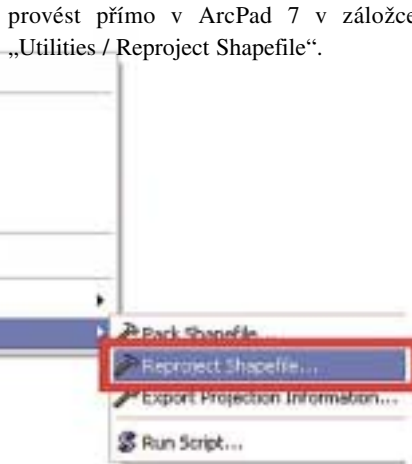 provést přímo v ArcPad 7 v záložce
„Utilities / Reproject Shapefile“.
Pack Shapefile...
Reproject Shapefile...
Export Projection Information...
Run Script...